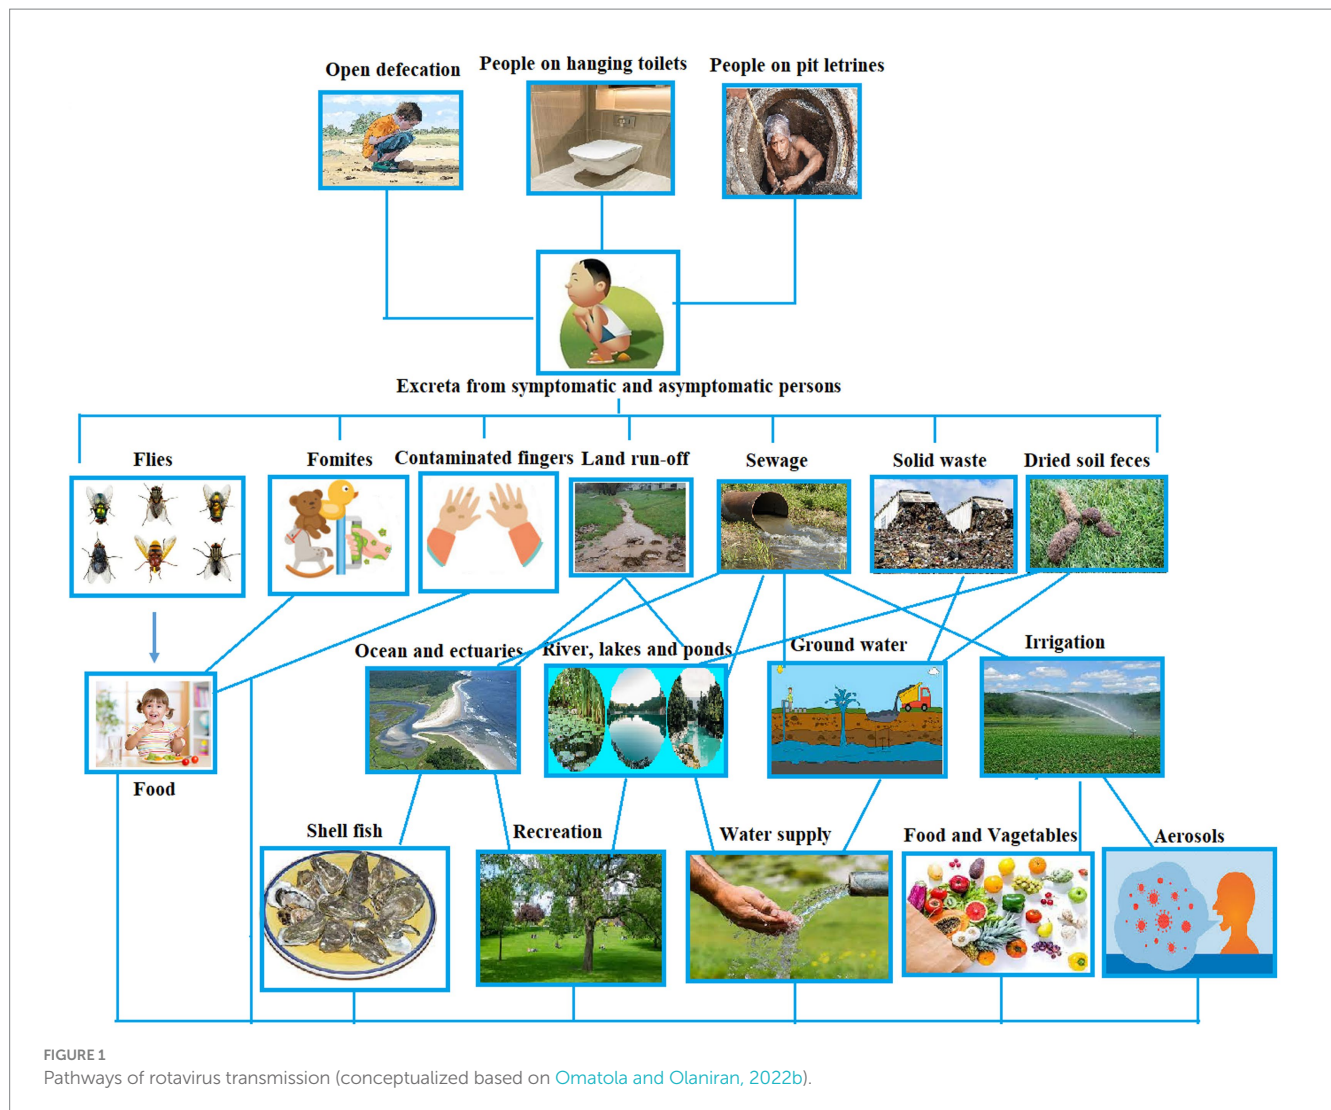 Open defecation
People on hanging toilets
People on pit letrines
Excreta from symptomatic and asymptomatic persons
Flies
Fomites
Contaminated fingers
Land run-off
Sewage
Solid waste
Dried soil feces
Ocean and ectuaries
River, lakes and ponds
Ground water
Irrigation
Food
Shell fish
Recreation
Water supply
Food and Vagetables
Aerosols
FIGURE 1
Pathways of rotavirus transmission (conceptualized based on Omatola and Olaniran, 2022b).